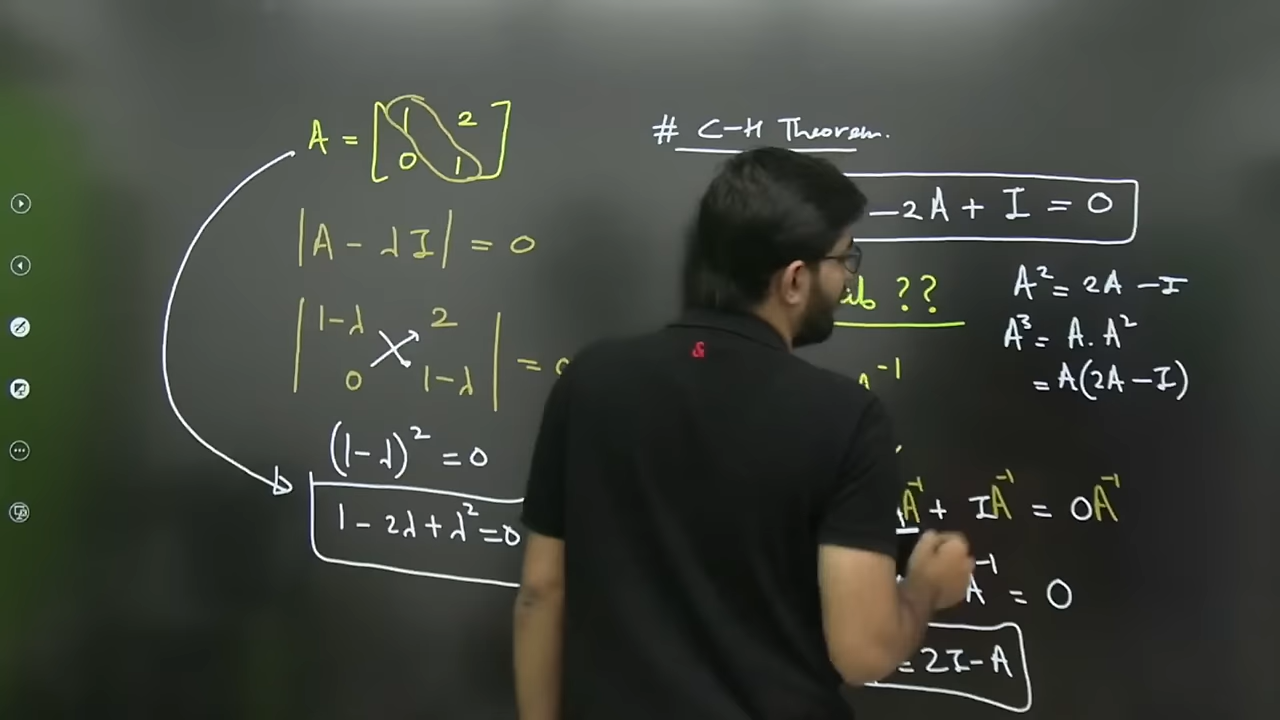 A = [1 2
0 1]
|A - λI| = 0
|1-λ 2
0 1-λ| =
(1-λ)² = 0
1 - 2λ + λ² = 0
# C-H Theorem.
-2A + I = 0
??
A² = 2A - I
A³ = A. A²
= A(2A - I)
A⁻¹
A⁻¹ + IA⁻¹ = 0A⁻¹
A⁻¹ = 0
= 2I - A